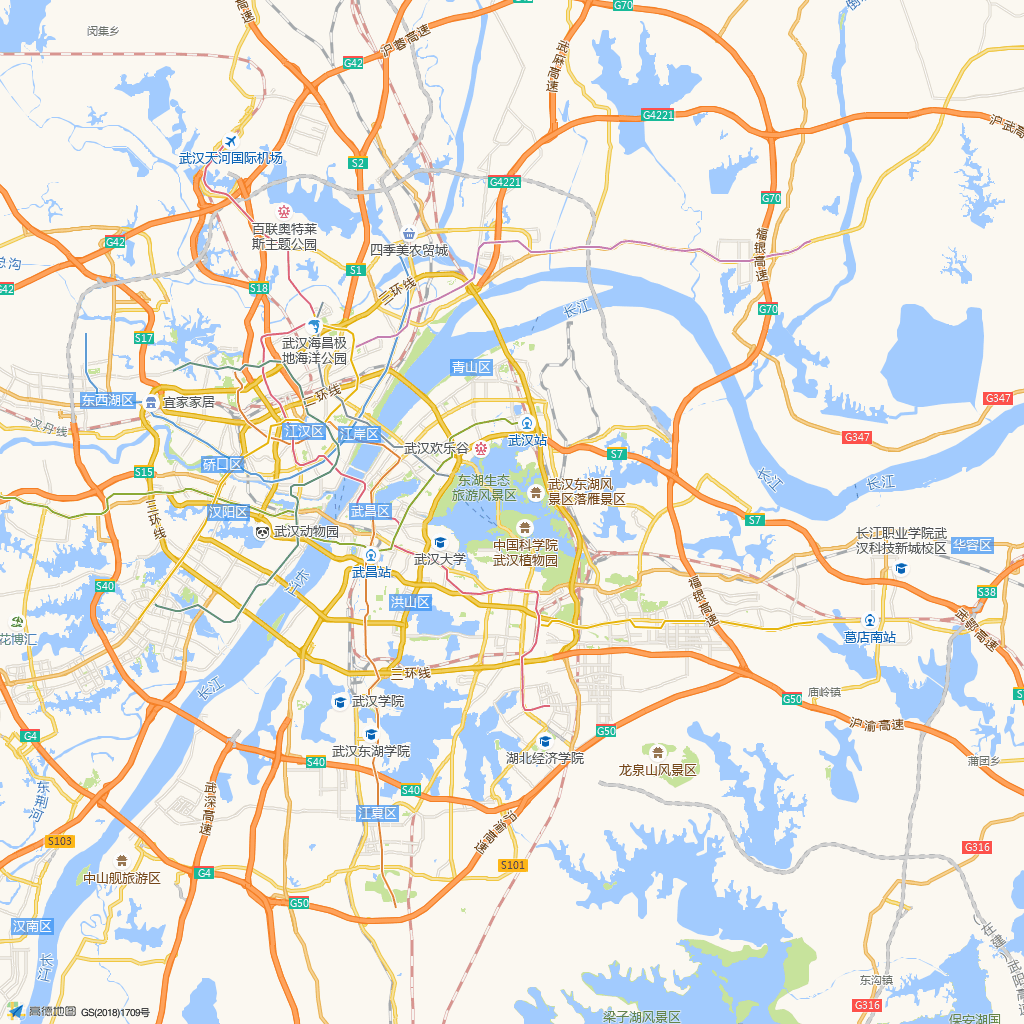 高速
G70
闵集乡
沪蓉高速
G42
武麻高速
G4221
沪武高
武汉天河国际机场
S2
G4221
G70
百联奥特莱
斯主题公园
四季美农贸城
福银高速
G42
总沟
S1
三环线
G42
S18
长江
G70
武汉海昌极
地海洋公园
S17
青山区
二环线
东西湖区
宜家家居
G347
汉丹线
江汉区
江岸区
武汉站
G347
武汉欢乐谷
S7
硚口区
S15
东湖生态
旅游风景区
武汉东湖风
景区落雁景区
长江
长江
三环线
汉阳区
武昌区
S7
武汉动物园
中国科学院
武汉植物园
长江职业学院武
汉科技新城校区
华容区
武汉大学
武昌站
S40
长江
福银高速
S38
洪山区
花博汇
葛店南站
武鄂高速
三环线
长江
庙岭镇
S
G50
武汉学院
沪渝高速
G4
G50
武汉东湖学院
湖北经济学院
S40
龙泉山风景区
蒲团乡
东荆河
武深高速
S40
江夏区
沪渝高速
S103
G316
中山舰旅游区
G4
S101
G50
汉南区
在建
武阳高
长江
东沟镇
G316
高德地图
GS(2018)1709号
梁子湖风景区
保安湖国